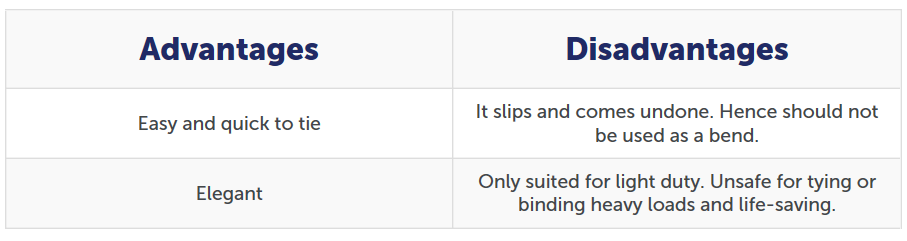 Advantages
Disadvantages
Easy and quick to tie
It slips and comes undone. Hence should not
be used as a bend.
Elegant
Only suited for light duty. Unsafe for tying or
binding heavy loads and life-saving.